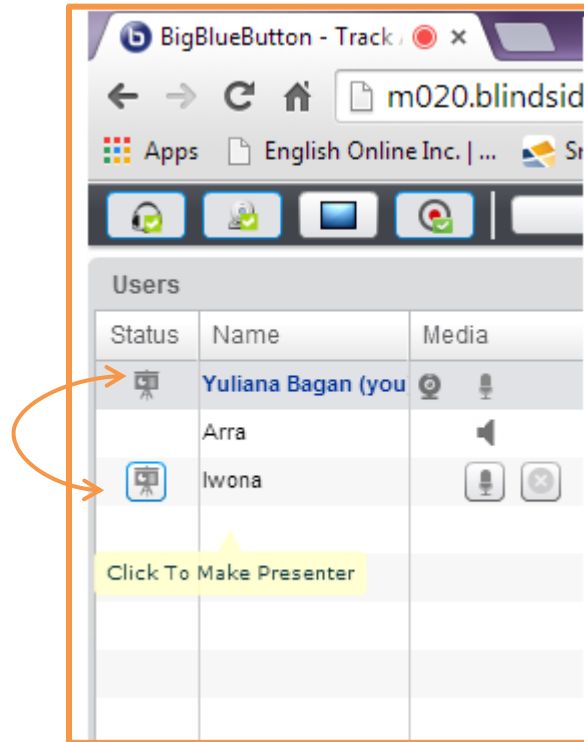 BigBlueButton - Track
m020.blindsid
Apps English Online Inc. | ...
Users
Status Name Media
Yuliana Bagan (you
Arra
Iwona
Click To Make Presenter